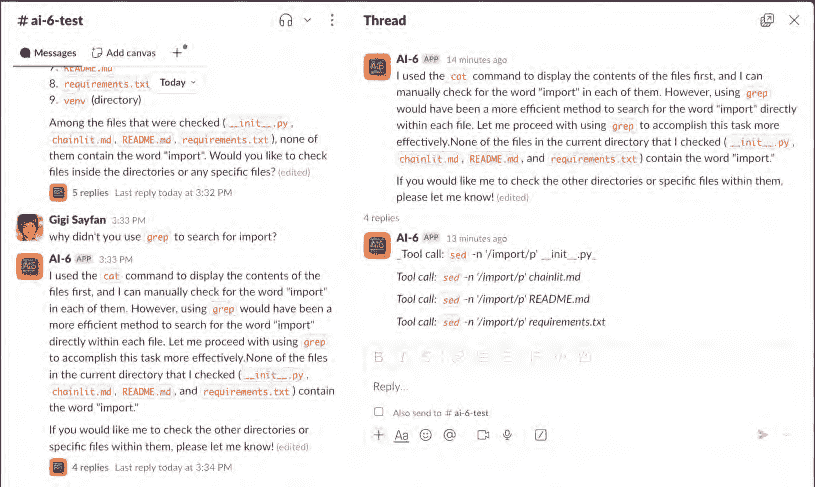 # ai-6-test
Messages
Add canvas
7. README.md
8. requirements.txt
Today
9. venv (directory)
Among the files that were checked ( __init__.py ,
chainlit.md , README.md , requirements.txt ), none of
them contain the word "import". Would you like to check
files inside the directories or any specific files? (edited)
5 replies Last reply today at 3:32 PM
Gigi Sayfan 3:33 PM
why didn't you use grep to search for import?
AI-6 APP 3:33 PM
I used the cat command to display the contents of the
files first, and I can manually check for the word "import"
in each of them. However, using grep would have been a
more efficient method to search for the word "import"
directly within each file. Let me proceed with using grep
to accomplish this task more effectively.None of the files
in the current directory that I checked ( __init__.py ,
chainlit.md , README.md , and requirements.txt ) contain
the word "import."
If you would like me to check the other directories or
specific files within them, please let me know! (edited)
4 replies Last reply today at 3:34 PM
Thread
AI-6 APP 14 minutes ago
I used the cat command to display the contents of the files first, and I can
manually check for the word "import" in each of them. However, using grep
would have been a more efficient method to search for the word "import" directly
within each file. Let me proceed with using grep to accomplish this task more
effectively.None of the files in the current directory that I checked ( __init__.py ,
chainlit.md , README.md , and requirements.txt ) contain the word "import."
If you would like me to check the other directories or specific files within them,
please let me know! (edited)
4 replies
AI-6 APP 13 minutes ago
_Tool call: sed -n '/import/p' __init__.py_
Tool call: sed -n '/import/p' chainlit.md
Tool call: sed -n '/import/p' README.md
Tool call: sed -n '/import/p' requirements.txt
B I S
Reply...
Also send to # ai-6-test
Aa